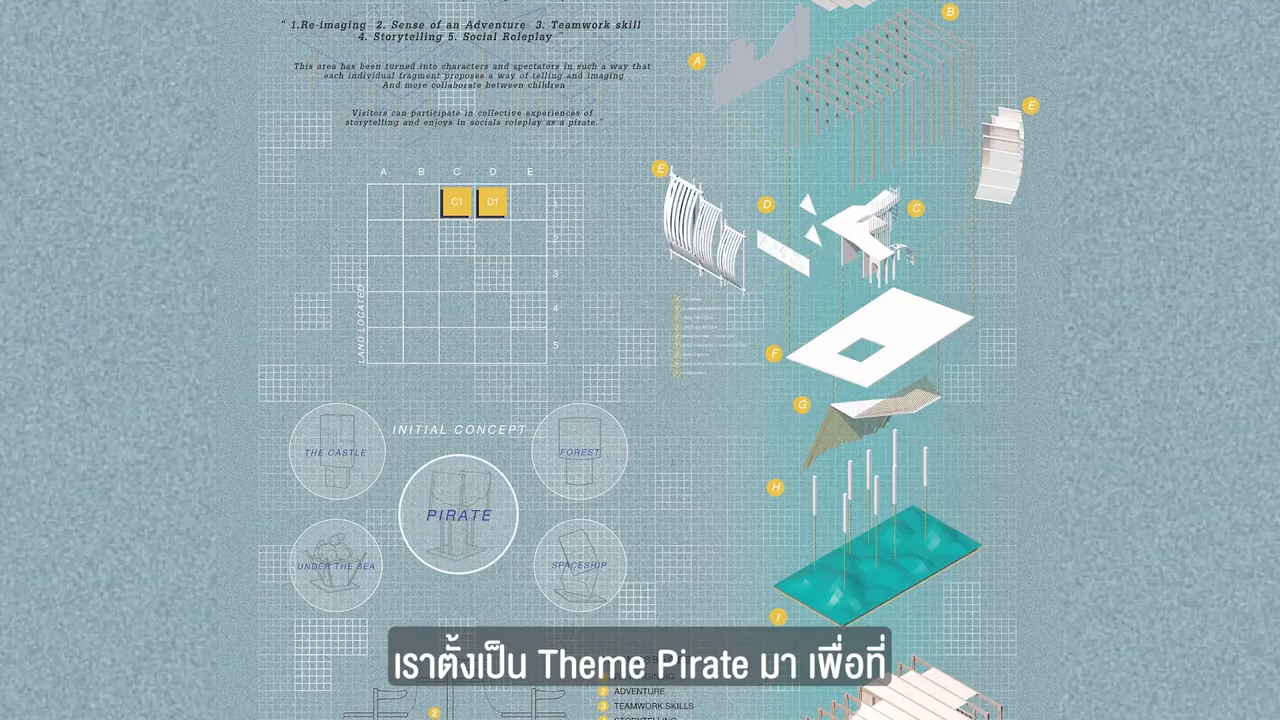 " 1.Re-imaging 2. Sense of an Adventure 3. Teamwork skill
4. Storytelling 5. Social Roleplay "
This area has been turned into characters and spectators in such a way that
each individual fragment proposes a way of telling and imaging
And more collaborate between children
Visitors can participate in collective experiences of
storytelling and enjoys in socials roleplay as a pirate."
A B C D E
C1 D1
1
2
3
4
5
LAND LOCATED
INITIAL CONCEPT
THE CASTLE
FOREST
PIRATE
UNDER THE SEA
SPACESHIP
A
B
E
E
D
C
F
G
H
I
เราตั้งเป็น Theme Pirate มา เพื่อที่
2
2 ADVENTURE
3 TEAMWORK SKILLS